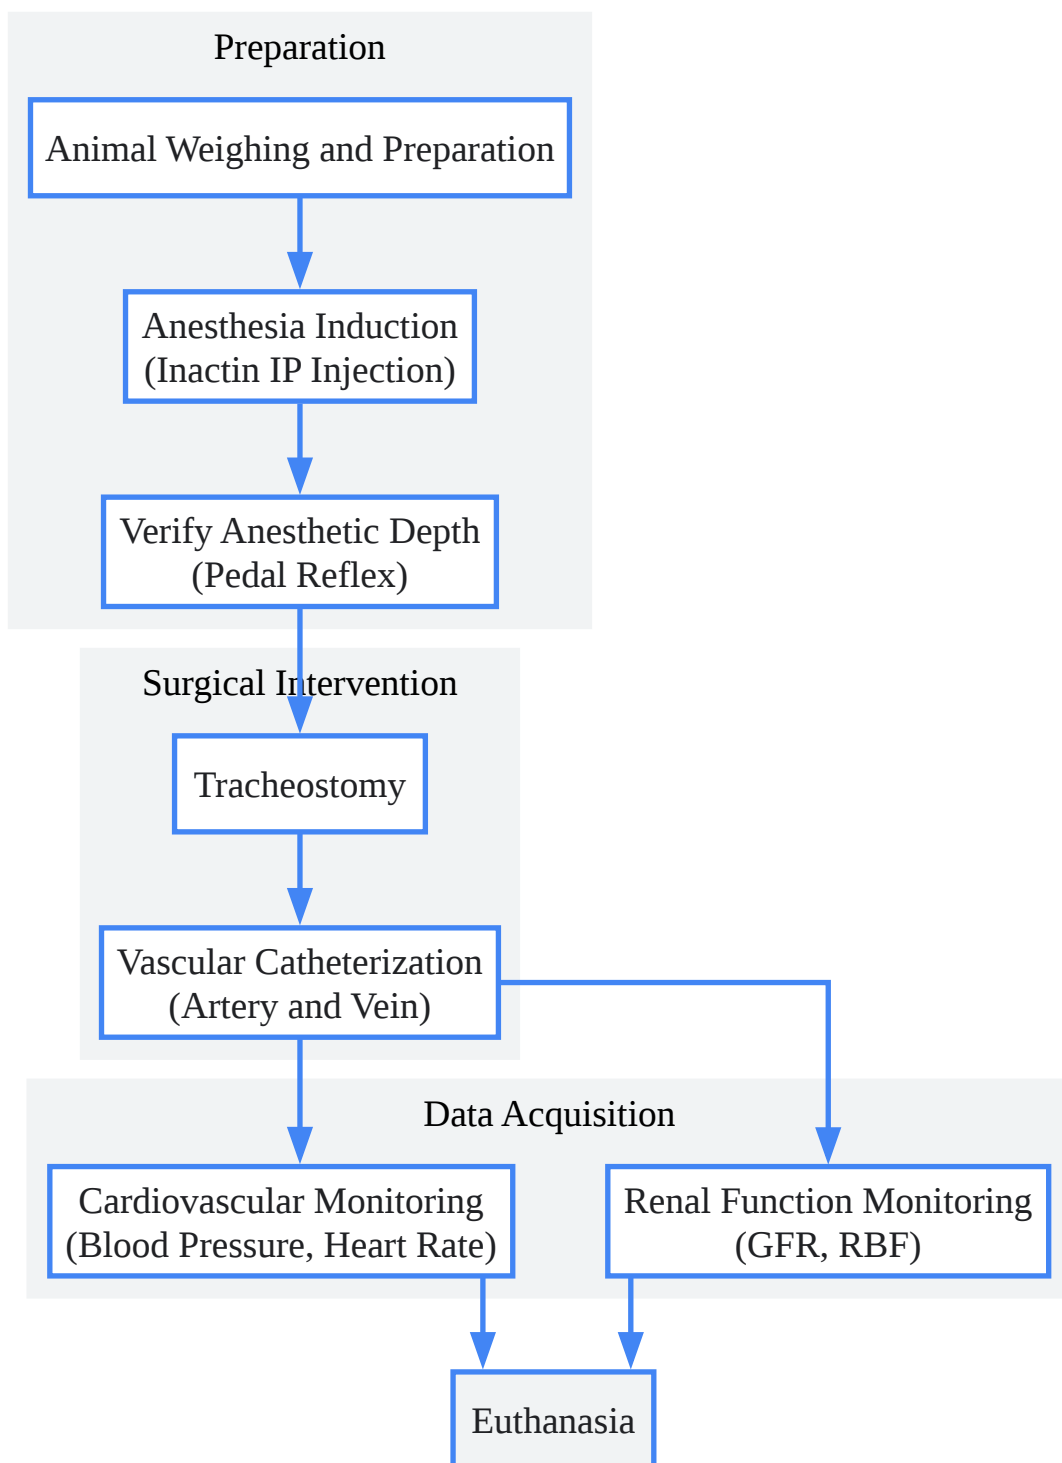 Preparation
Animal Weighing and Preparation
Anesthesia Induction
(Inactin IP Injection)
Verify Anesthetic Depth
(Pedal Reflex)
Surgical Intervention
Tracheostomy
Vascular Catheterization
(Artery and Vein)
Data Acquisition
Cardiovascular Monitoring
(Blood Pressure, Heart Rate)
Renal Function Monitoring
(GFR, RBF)
Euthanasia